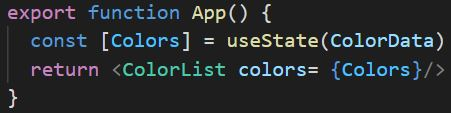 export function App() {
const [Colors] = useState(ColorData)
return <ColorList colors= {Colors}/>
}